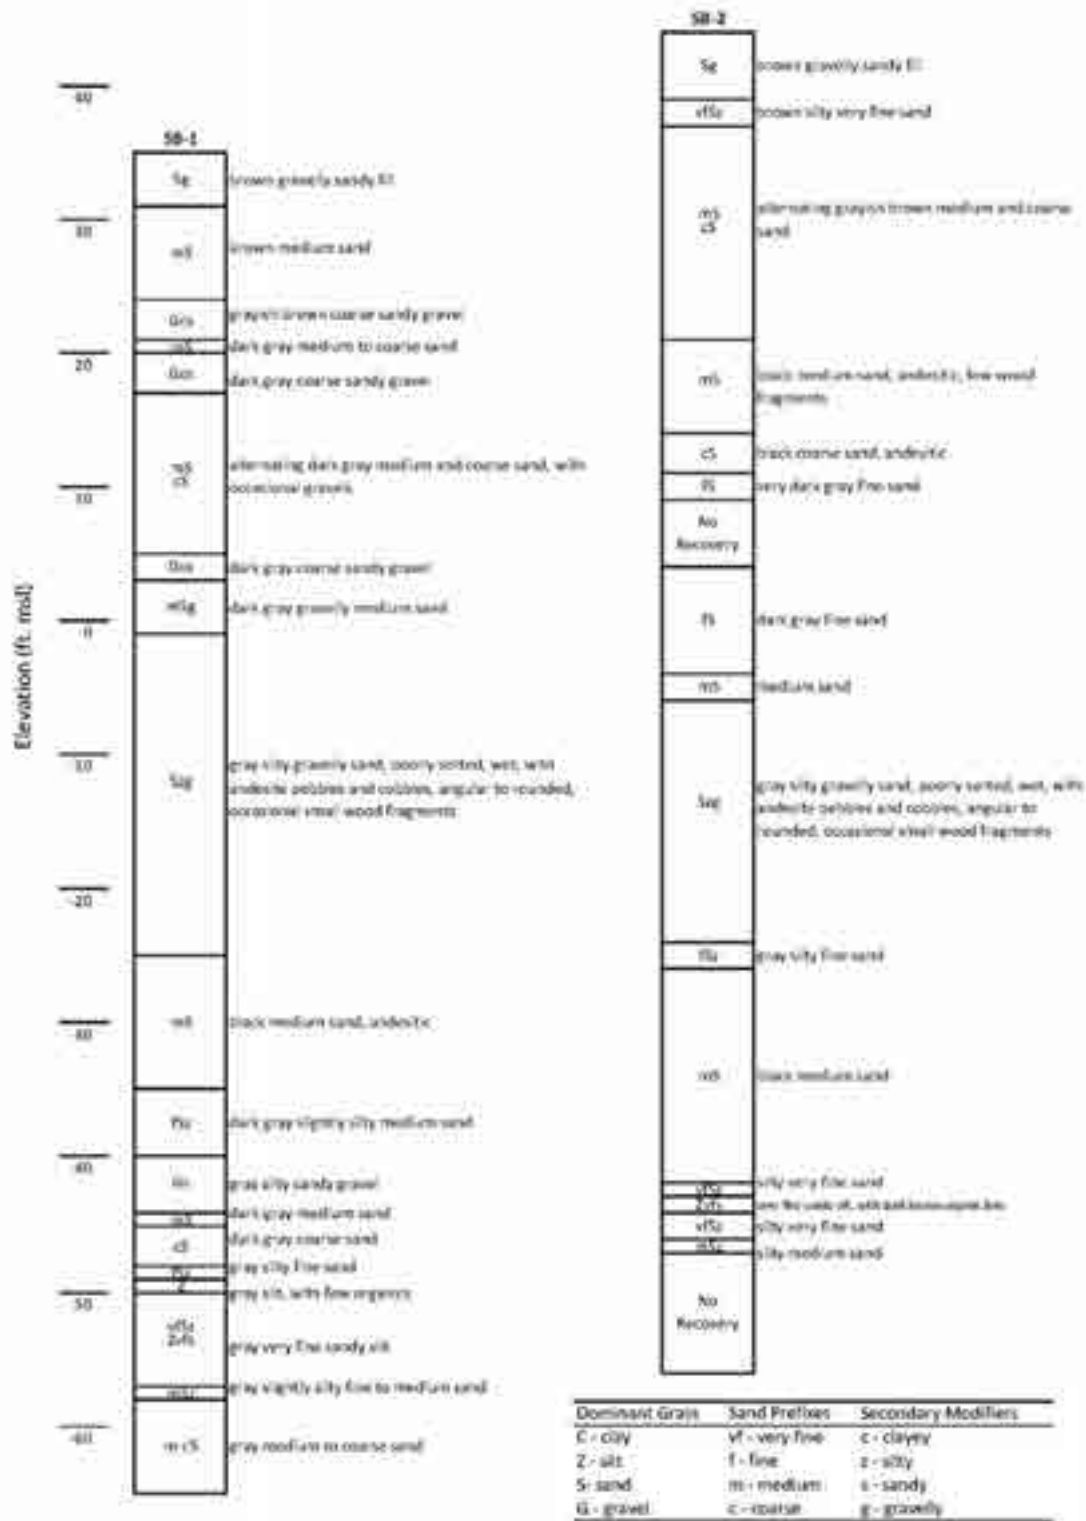 SB-1
Elevation (ft. msl)
40
30
20
10
0
-10
-20
-30
-40
-50
-60
Sg
brown gravelly sandy fill
mS
brown medium sand
grayish brown coarse sandy gravel
mS
dark gray medium to coarse sand
dark gray coarse sandy gravel
mS
cS
alternating dark gray medium and coarse sand, with
occasional gravels
dark gray coarse sandy gravel
mSg
dark gray gravelly medium sand
Szg
gray silty gravelly sand, poorly sorted, wet, with
andesite pebbles and cobbles, angular to rounded,
occasional small wood fragments
mS
black medium sand, andesitic
dark gray slightly silty medium sand
gray silty sandy gravel
mS
dark gray medium sand
cS
dark gray coarse sand
gray silty fine sand
Z
gray silt, with few organics
vfSz
Zvfs
gray very fine sandy silt
gray slightly silty fine to medium sand
m-cS
gray medium to coarse sand
SB-2
Sg
brown gravelly sandy fill
vfSz
brown silty very fine sand
mS
cS
alternating grayish brown medium and coarse
sand
mS
black medium sand, andesitic, few wood
fragments
cS
black coarse sand, andesitic
fS
very dark gray fine sand
No
Recovery
fS
dark gray fine sand
mS
medium sand
Szg
gray silty gravelly sand, poorly sorted, wet, with
andesite pebbles and cobbles, angular to
rounded, occasional small wood fragments
fSz
gray silty fine sand
mS
black medium sand
vfSz
silty very fine sand
Zvfs
vfSz
silty very fine sand
mSz
silty medium sand
No
Recovery
Dominant Grain Sand Prefixes Secondary Modifiers
C - clay vf - very fine c - clayey
Z - silt f - fine z - silty
S- sand m - medium s - sandy
G - gravel c - coarse g - gravelly